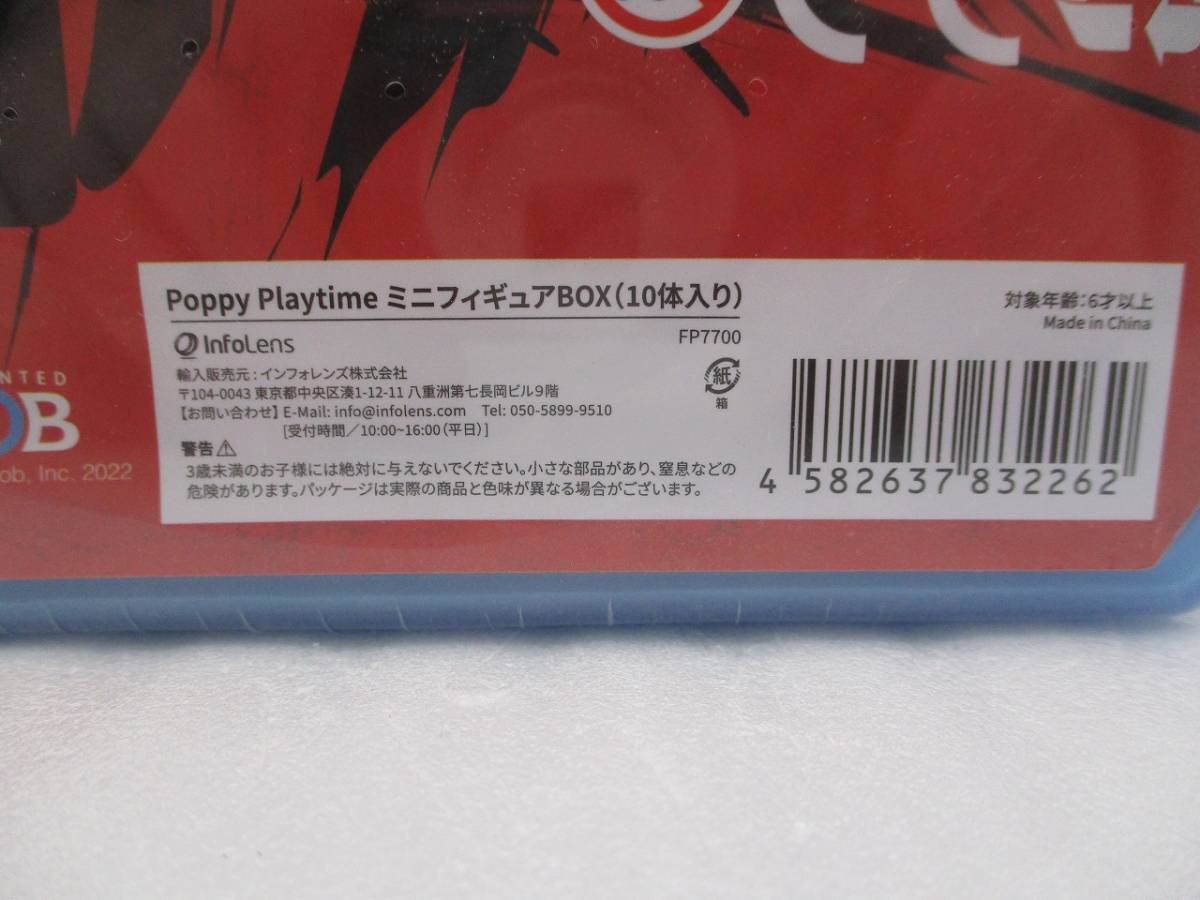 Poppy Playtime ミニフィギュアBOX(10体入り)
対象年齢:6才以上
Made in China
InfoLens
FP7700
輸入販売元:インフォレンズ株式会社
〒104-0043 東京都中央区湊1-12-11 八重洲第七長岡ビル9階
【お問い合わせ】E-Mail: info@infolens.com Tel: 050-5899-9510
[受付時間/10:00~16:00(平日)]
紙
箱
警告
3歳未満のお子様には絶対に与えないでください。小さな部品があり、窒息などの
危険があります。パッケージは実際の商品と色味が異なる場合がございます。
4 582637 832262
NTED
OB
ob, Inc. 2022